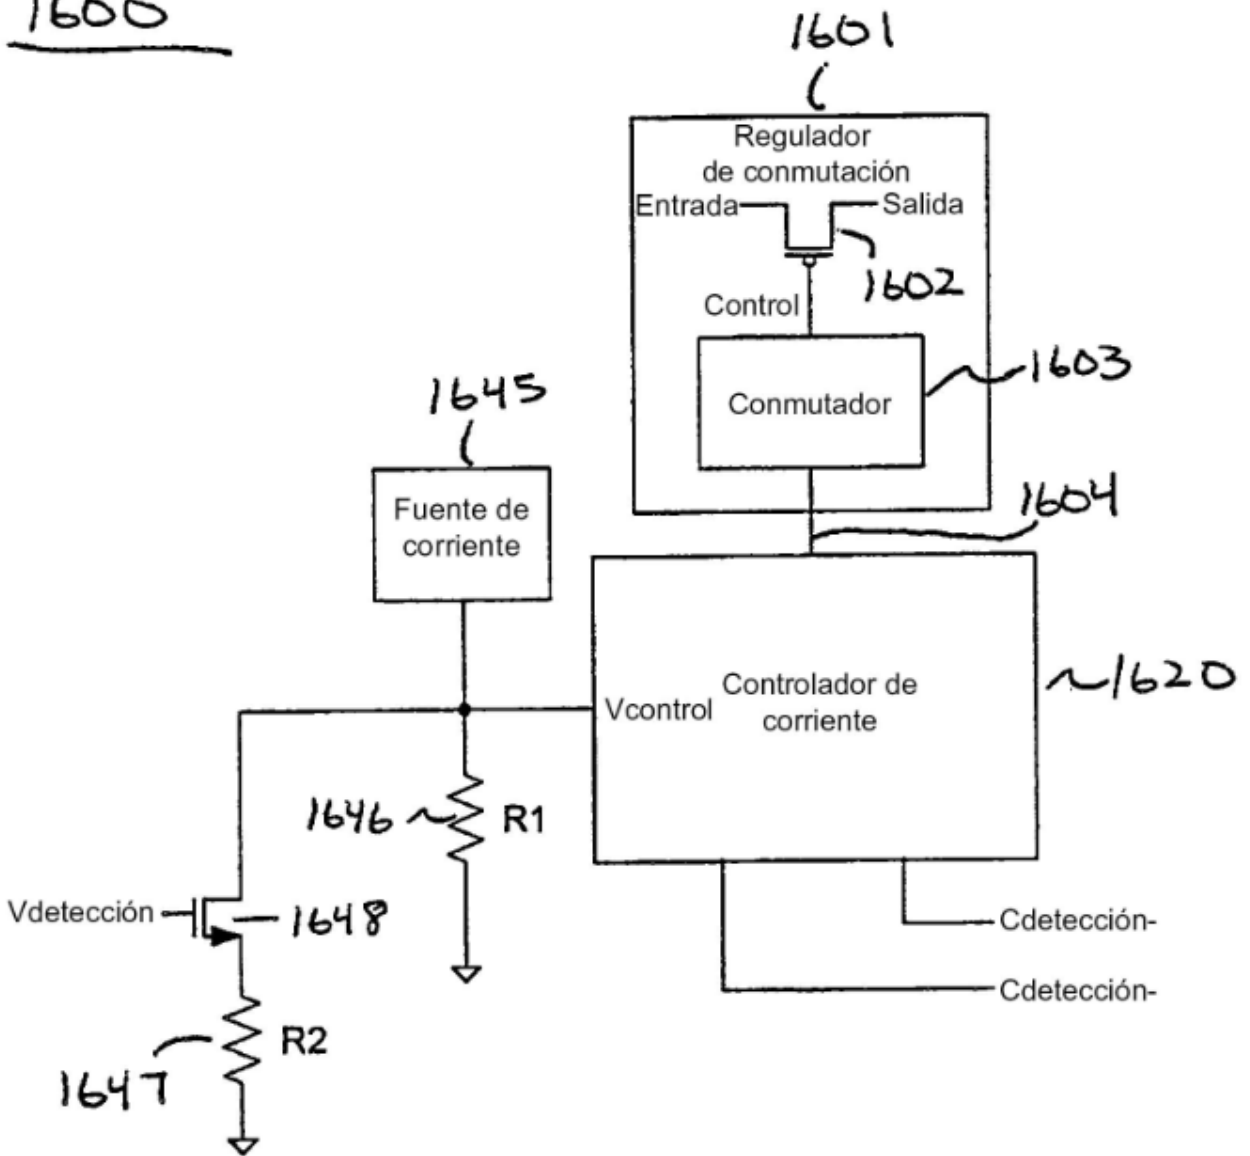 1600
1601
Regulador
de conmutación
Entrada
Salida
1602
Control
1603
Conmutador
1645
Fuente de
corriente
1604
1620
Vcontrol
Controlador de
corriente
1646
R1
Vdetección
1648
Cdetección-
Cdetección-
R2
1647